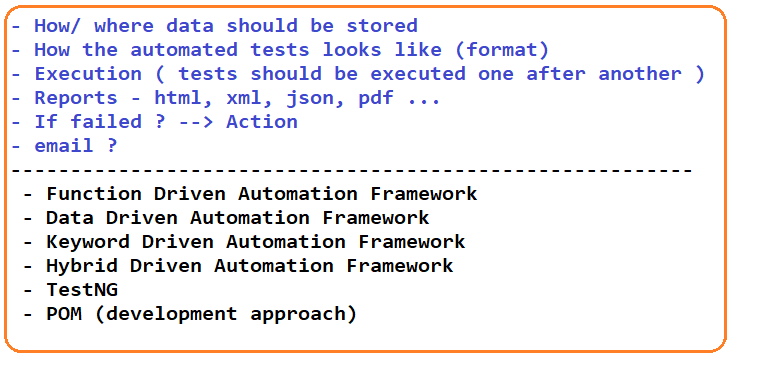 - How/ where data should be stored
- How the automated tests looks like (format)
- Execution ( tests should be executed one after another )
- Reports - html, xml, json, pdf ...
- If failed ? --> Action
- email ?
---------------------------------------------------------
- Function Driven Automation Framework
- Data Driven Automation Framework
- Keyword Driven Automation Framework
- Hybrid Driven Automation Framework
- TestNG
- POM (development approach)